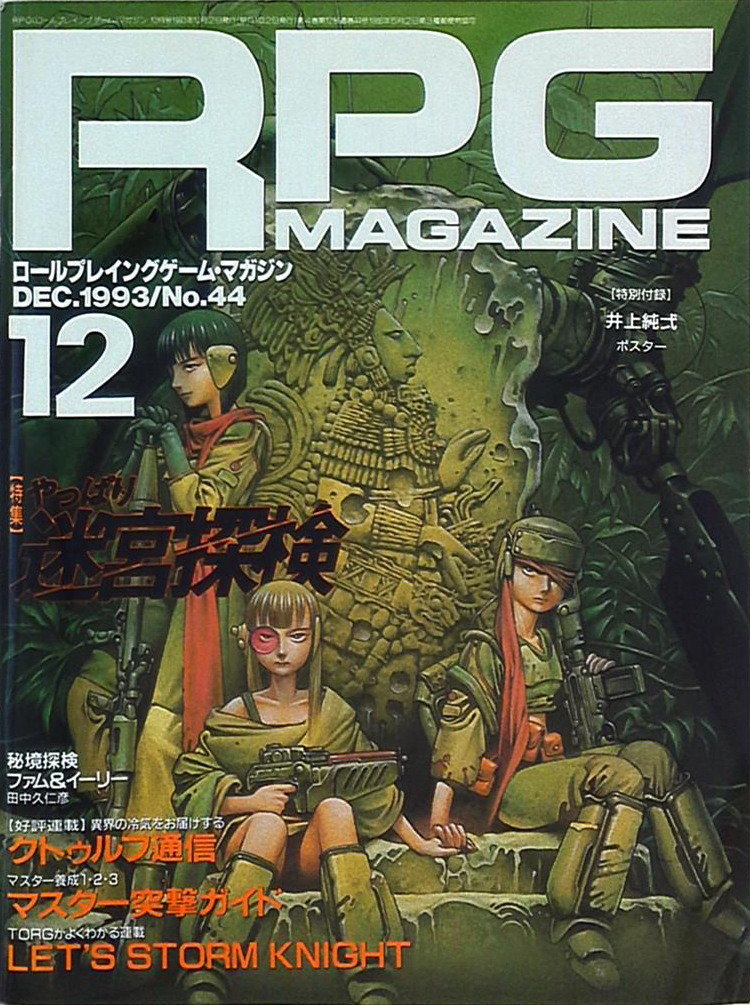 RPG
MAGAZINE
ロールプレイングゲーム・マガジン
DEC.1993/No.44
12
【特別付録】
井上純弌
ポスター
【特集】
やっぱり
迷宮探検
秘境探検
ファム&イーリー
田中久仁彦
【好評連載】異界の冷気をお届けする
クトゥルフ通信
マスター養成1・2・3
マスター突撃ガイド
TORGがよくわかる連載
LET'S STORM KNIGHT